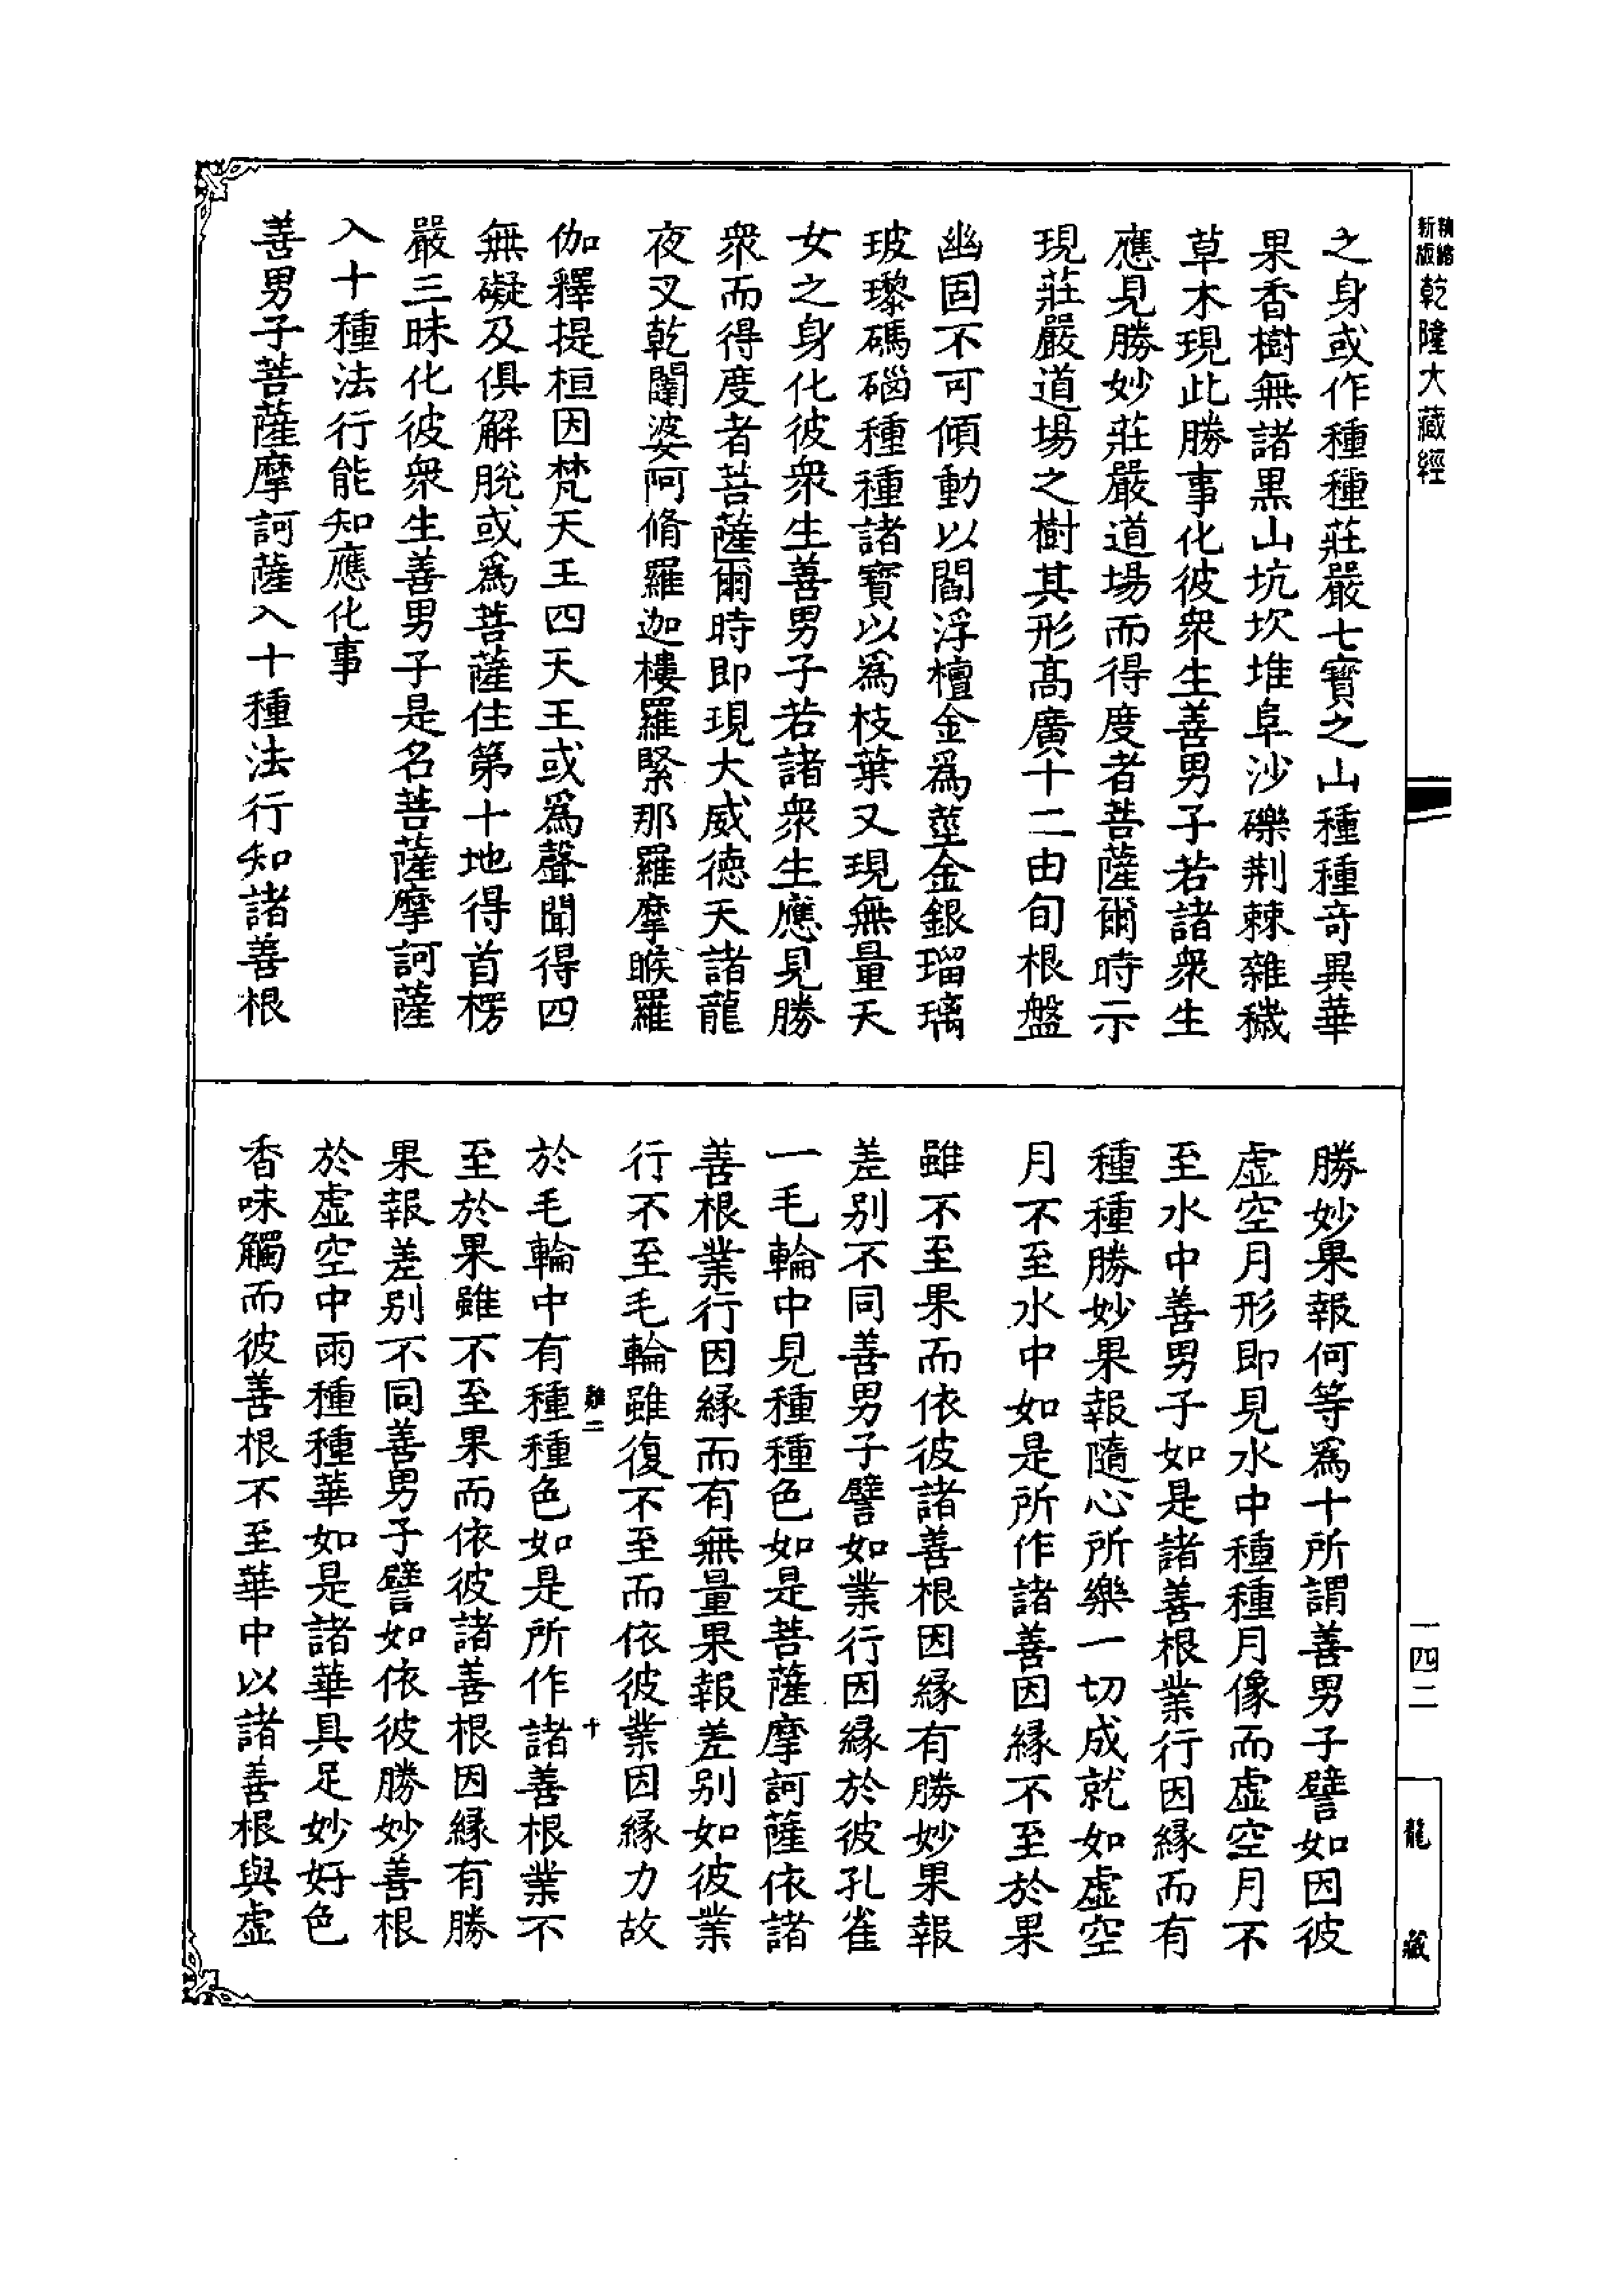 精縮
新版
乾隆大藏經
之身或作種種莊嚴七寶之山種種奇異華
果香樹無諸黑山坑坎堆阜沙礫荆棘雜穢
草木現此勝事化彼衆生善男子若諸衆生
應見勝妙莊嚴道場而得度者菩薩爾時示
現莊嚴道場之樹其形髙廣十二由旬根盤
幽固不可傾動以閻浮檀金爲莖金銀瑠璃
玻瓈碼碯種種諸寶以爲枝葉又現無量天
女之身化彼衆生善男子若諸衆生應見勝
衆而得度者菩薩爾時即現大威德天諸龍
夜叉乾闥婆阿脩羅迦樓羅緊那羅摩睺羅
伽釋提桓因梵天王四天王或爲聲聞得四
無礙及俱解脫或爲菩薩住第十地得首楞
嚴三昧化彼衆生善男子是名菩薩摩訶薩
入十種法行能知應化事
善男子菩薩摩訶薩入十種法行知諸善根
勝妙果報何等爲十所謂善男子譬如因彼
虛空月形即見水中種種月像而虛空月不
至水中善男子如是諸善根業行因緣而有
種種勝妙果報隨心所樂一切成就如虛空
月不至水中如是所作諸善因緣不至於果
雖不至果而依彼諸善根因緣有勝妙果報
差别不同善男子譬如業行因緣於彼孔雀
一毛輪中見種種色如是菩薩摩訶薩依諸
善根業行因緣而有無量果報差别如彼業
行不至毛輪雖復不至而依彼業因緣力故
難二
十
於毛輪中有種種色如是所作諸善根業不
至於果雖不至果而依彼諸善根因緣有勝
果報差别不同善男子譬如依彼勝妙善根
於虛空中雨種種華如是諸華具足妙好色
香味觸而彼善根不至華中以諸善根與虛
一四二
龍藏